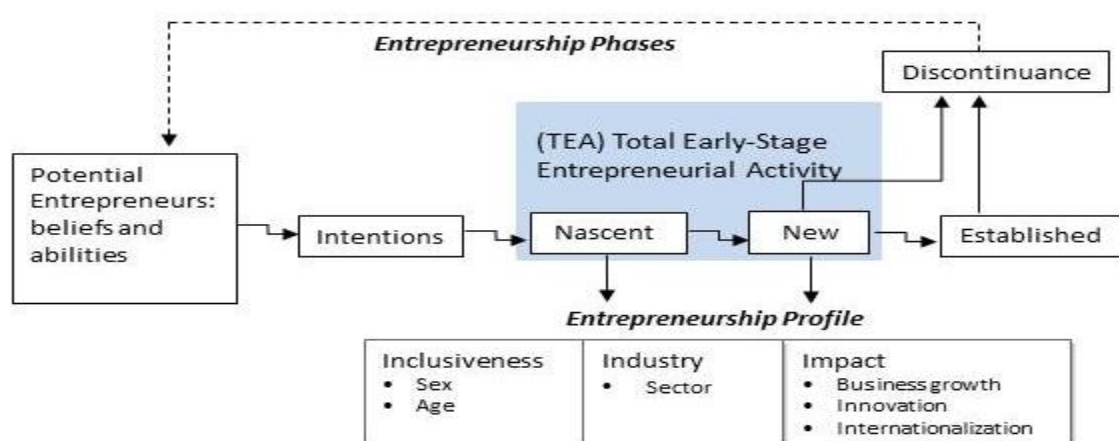 Entrepreneurship Phases
Discontinuance
(TEA) Total Early-Stage
Entrepreneurial Activity
Potential
Entrepreneurs:
beliefs and
abilities
Intentions
Nascent
New
Established
Entrepreneurship Profile
Inclusiveness
• Sex
• Age
Industry
• Sector
Impact
• Business growth
• Innovation
• Internationalization